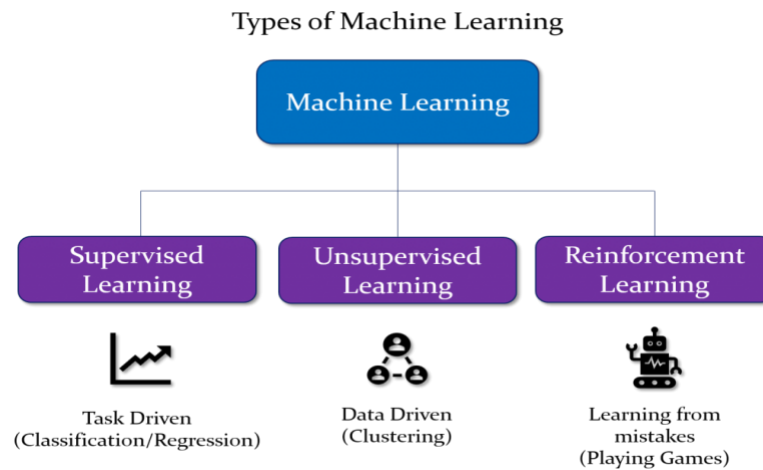 Types of Machine Learning
Machine Learning
Supervised
Learning
Unsupervised
Learning
Reinforcement
Learning
Task Driven
(Classification/Regression)
Data Driven
(Clustering)
Learning from
mistakes
(Playing Games)